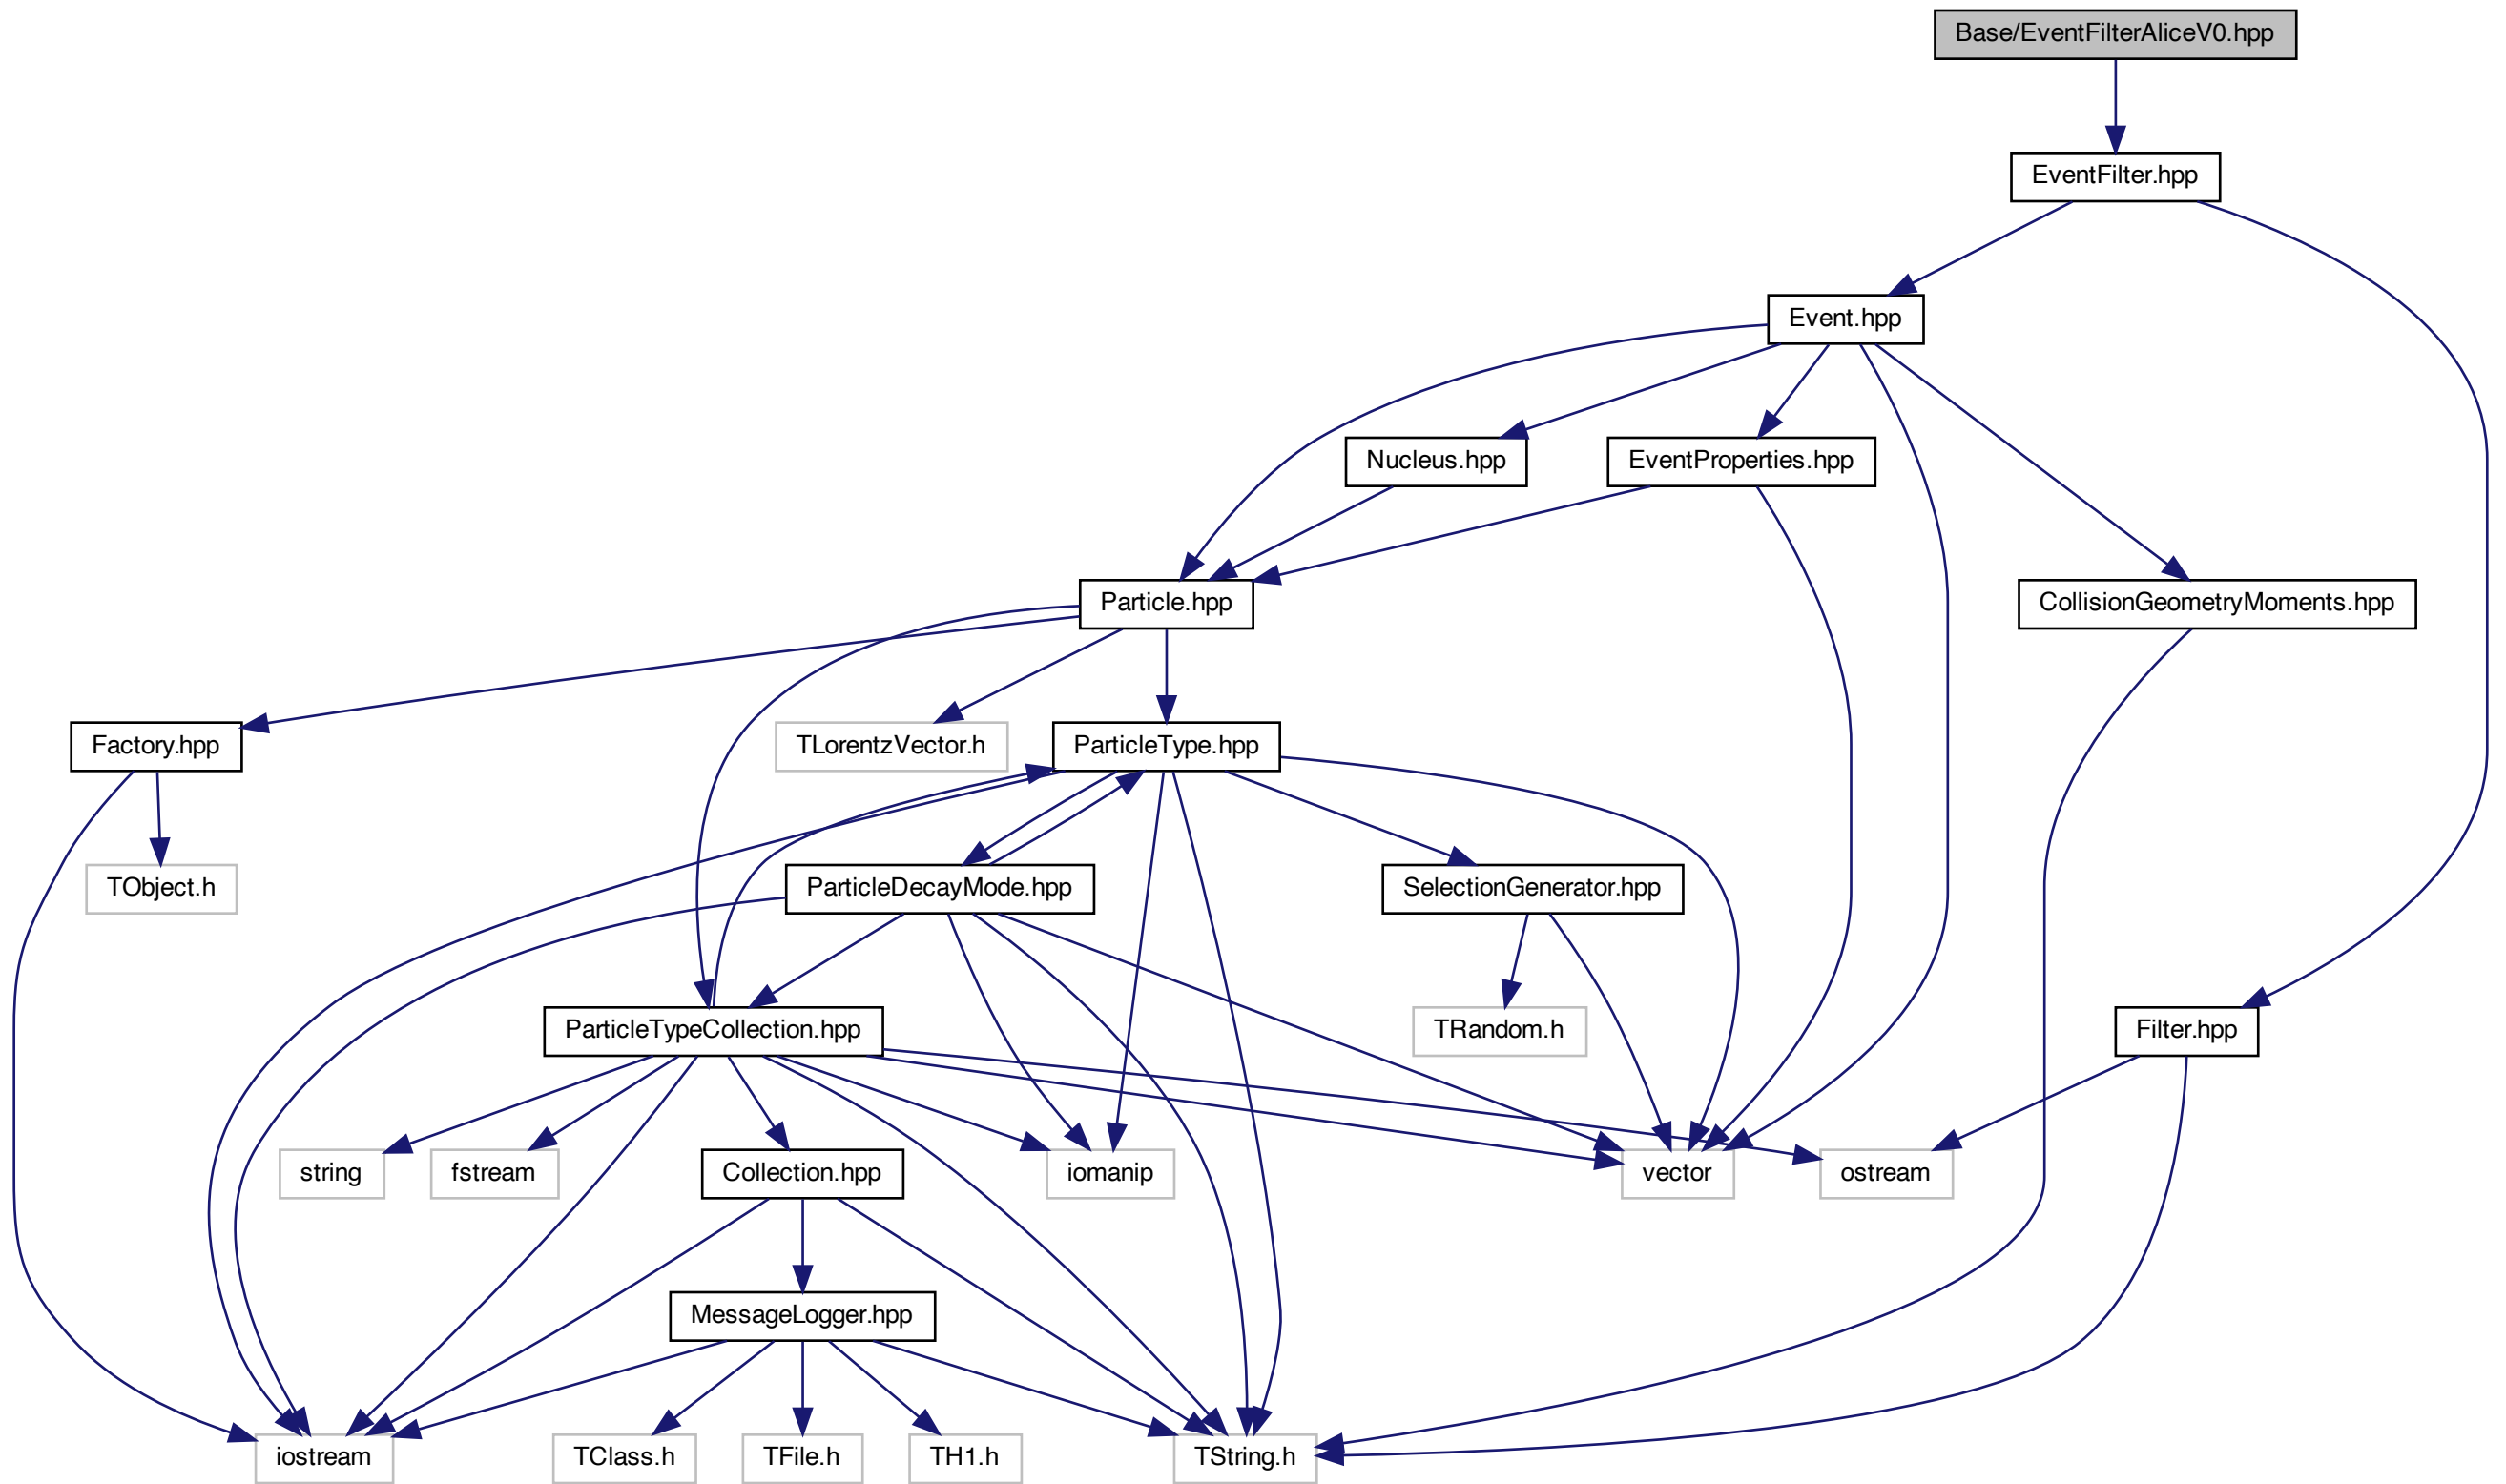 Base/EventFilterAliceV0.hpp
EventFilter.hpp
Event.hpp
Nucleus.hpp
EventProperties.hpp
Particle.hpp
CollisionGeometryMoments.hpp
Factory.hpp
TLorentzVector.h
ParticleType.hpp
TObject.h
ParticleDecayMode.hpp
SelectionGenerator.hpp
ParticleTypeCollection.hpp
TRandom.h
Filter.hpp
string
fstream
Collection.hpp
iomanip
vector
ostream
MessageLogger.hpp
iostream
TClass.h
TFile.h
TH1.h
TString.h